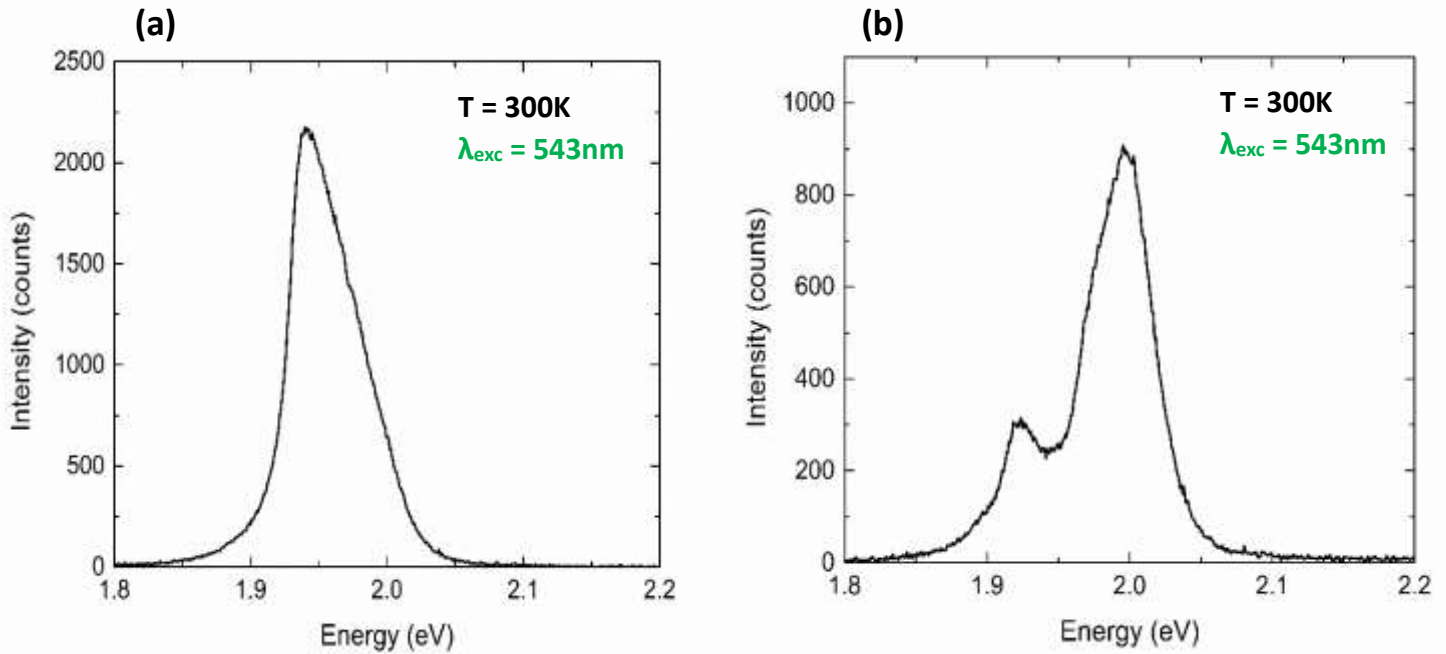 (a)
T = 300K
λexc = 543nm
Intensity (counts)
2500
2000
1500
1000
500
0
1.8
1.9
2.0
2.1
2.2
Energy (eV)
(b)
T = 300K
λexc = 543nm
Intensity (counts)
1000
800
600
400
200
0
1.8
1.9
2.0
2.1
2.2
Energy (eV)